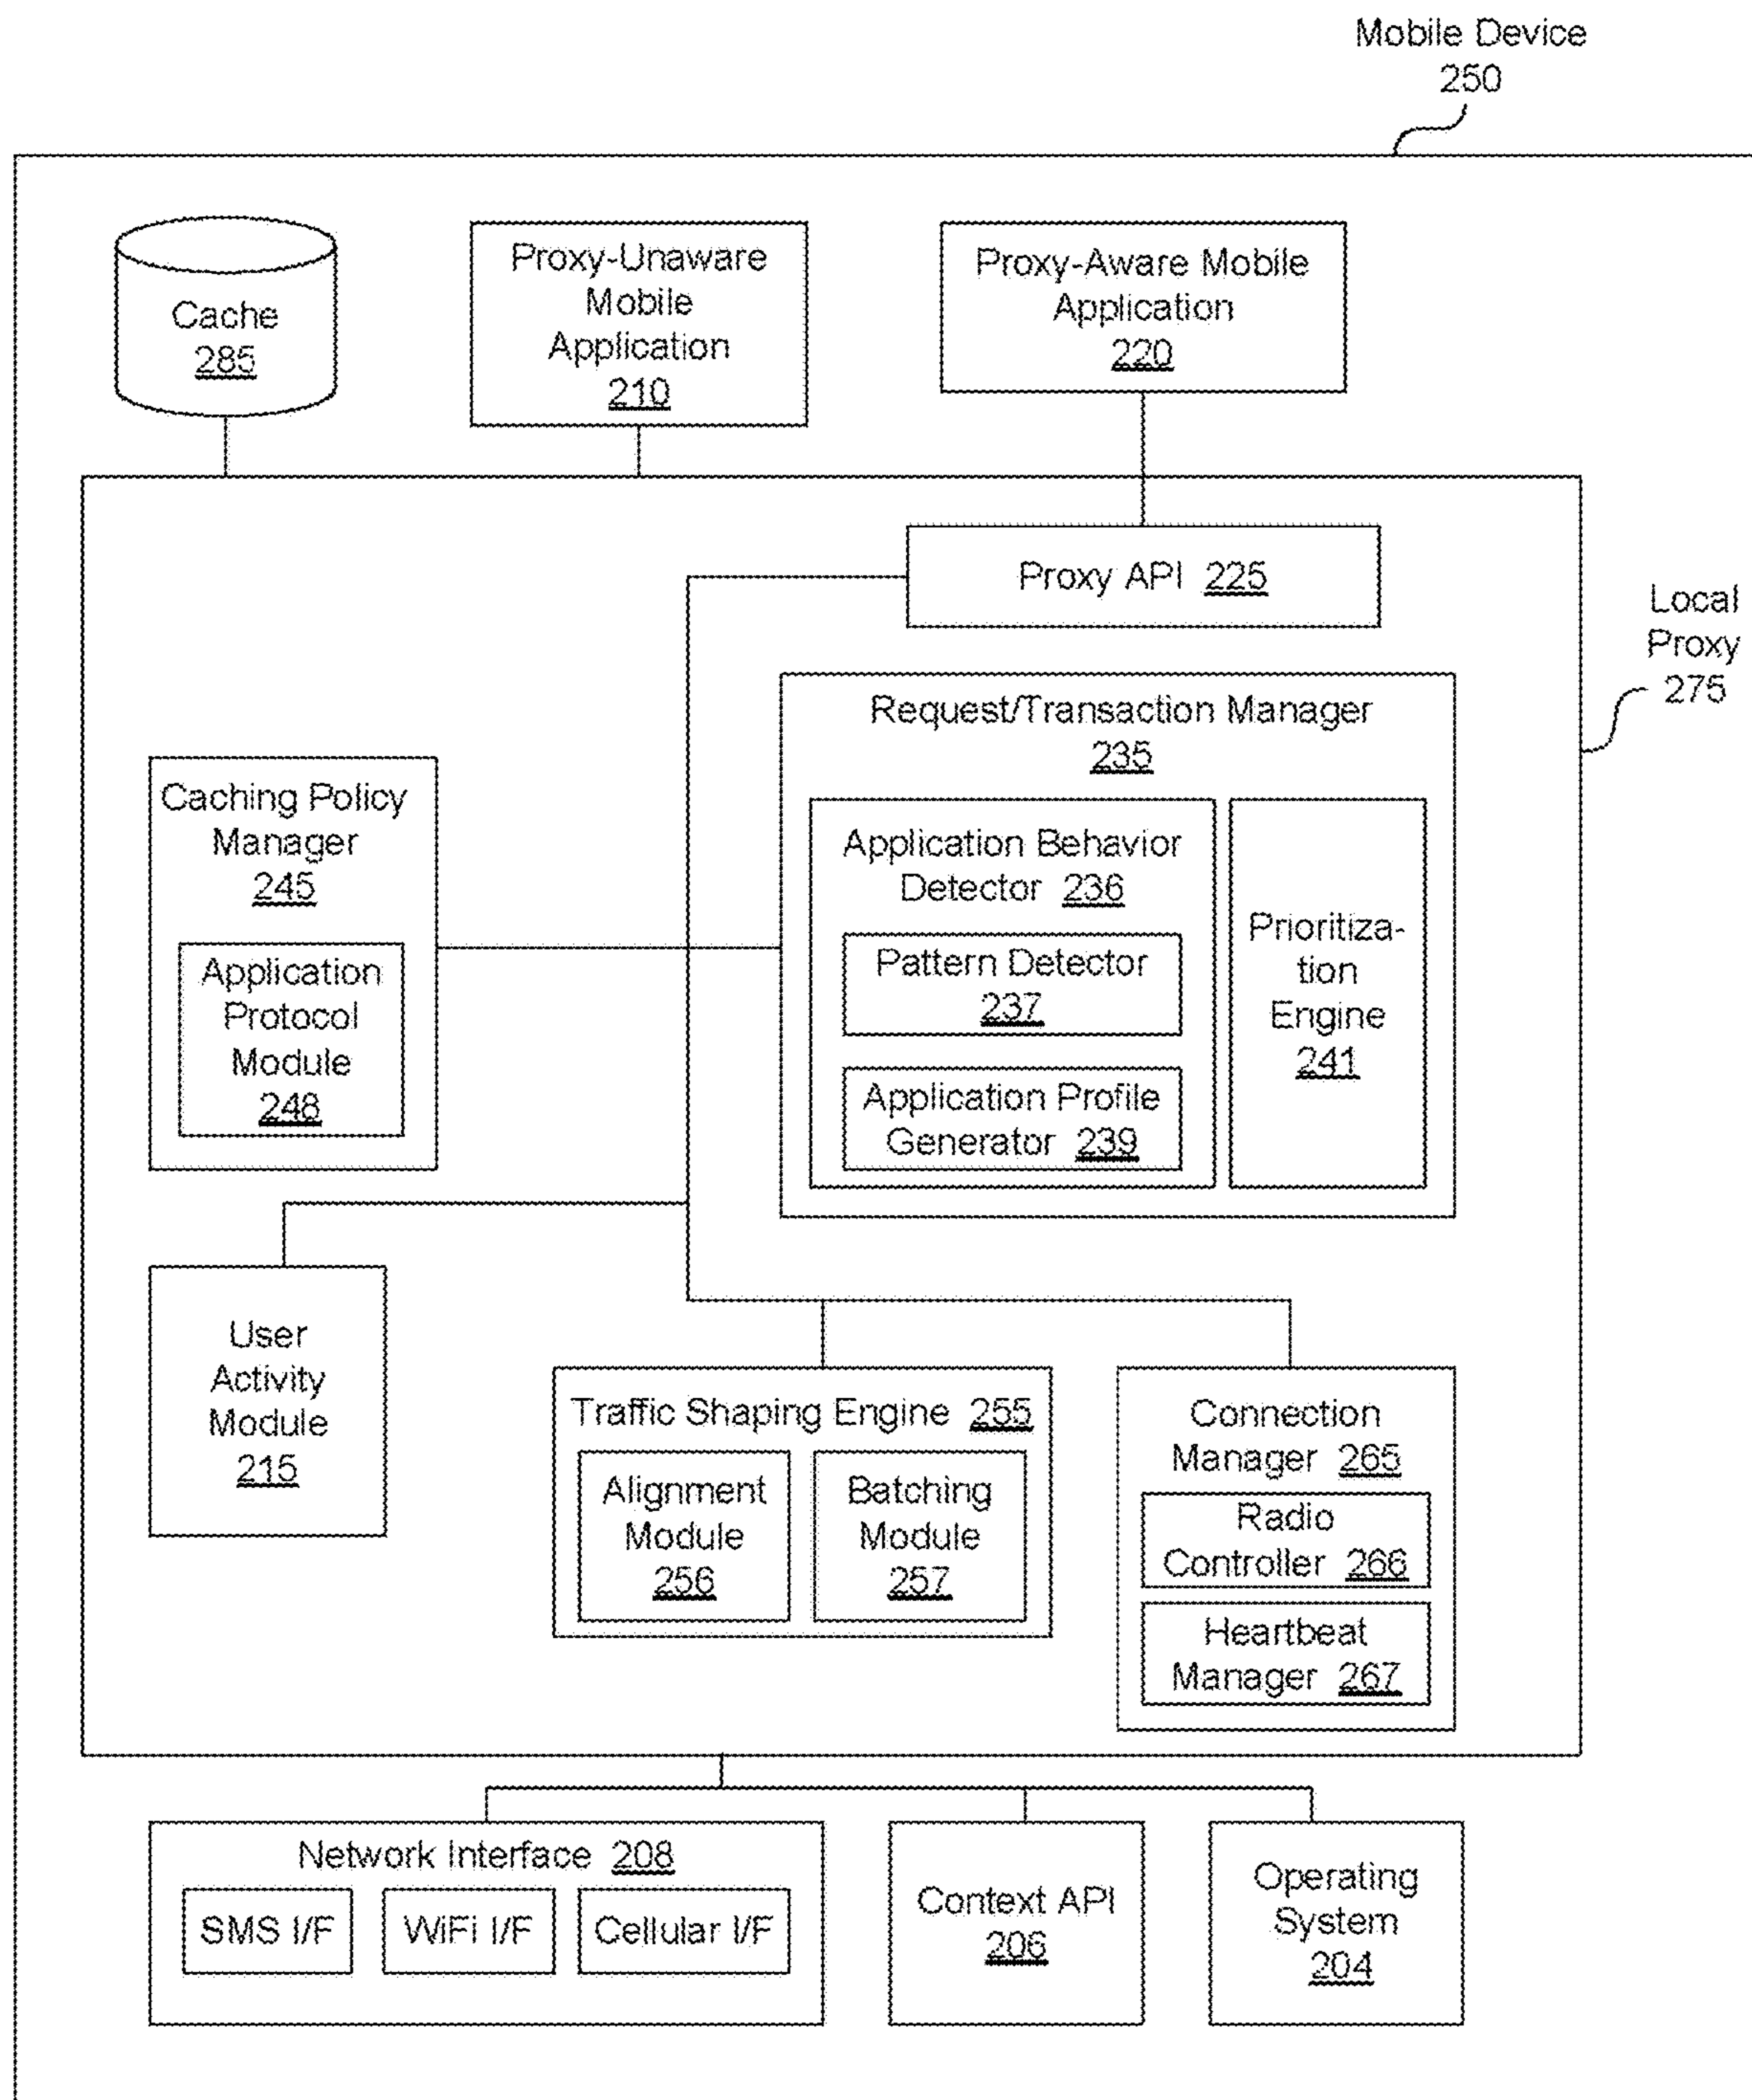 Mobile Device
250
Cache
285
Proxy-Unaware
Mobile
Application
210
Proxy-Aware Mobile
Application
220
Proxy API 225
Local
Proxy
275
Request/Transaction Manager
235
Caching Policy
Manager
245
Application
Protocol
Module
248
Application Behavior
Detector 236
Pattern Detector
237
Application Profile
Generator 239
Prioritiza-
tion
Engine
241
User
Activity
Module
215
Traffic Shaping Engine 255
Alignment
Module
256
Batching
Module
257
Connection
Manager 265
Radio
Controller 266
Heartbeat
Manager 267
Network Interface 208
SMS I/F
WiFi I/F
Cellular I/F
Context API
206
Operating
System
204